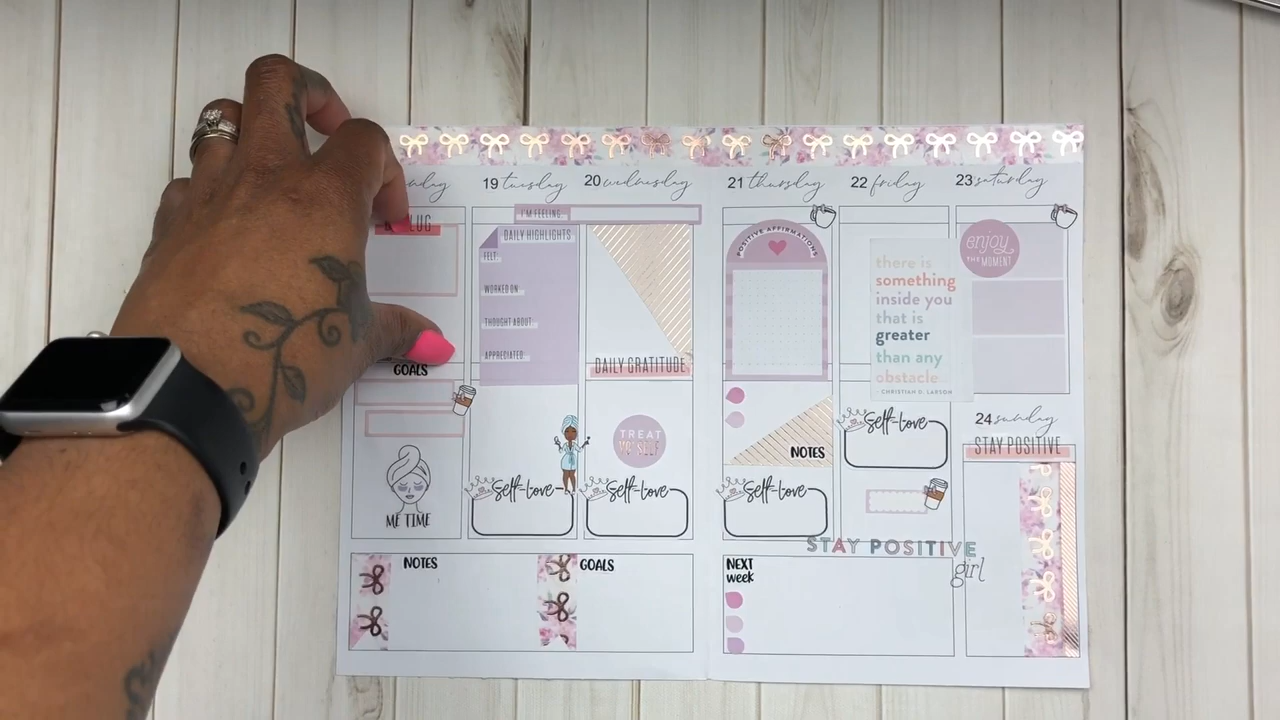 19 tuesday
20 wednesday
21 thursday
22 friday
23 saturday
LUG
GOALS
ME TIME
I'M FEELING
DAILY HIGHLIGHTS
FELT:
WORKED ON:
THOUGHT ABOUT:
APPRECIATED:
Self-Love
DAILY GRATITUDE
TREAT
YO'SELF
Self-Love
POSITIVE AFFIRMATIONS
NOTES
Self-Love
there is
something
inside you
that is
greater
than any
obstacle.
- CHRISTIAN D. LARSON
Self-Love
enjoy
THE MOMENT
24 sunday
STAY POSITIVE
NOTES
GOALS
NEXT
week
STAY POSITIVE
girl